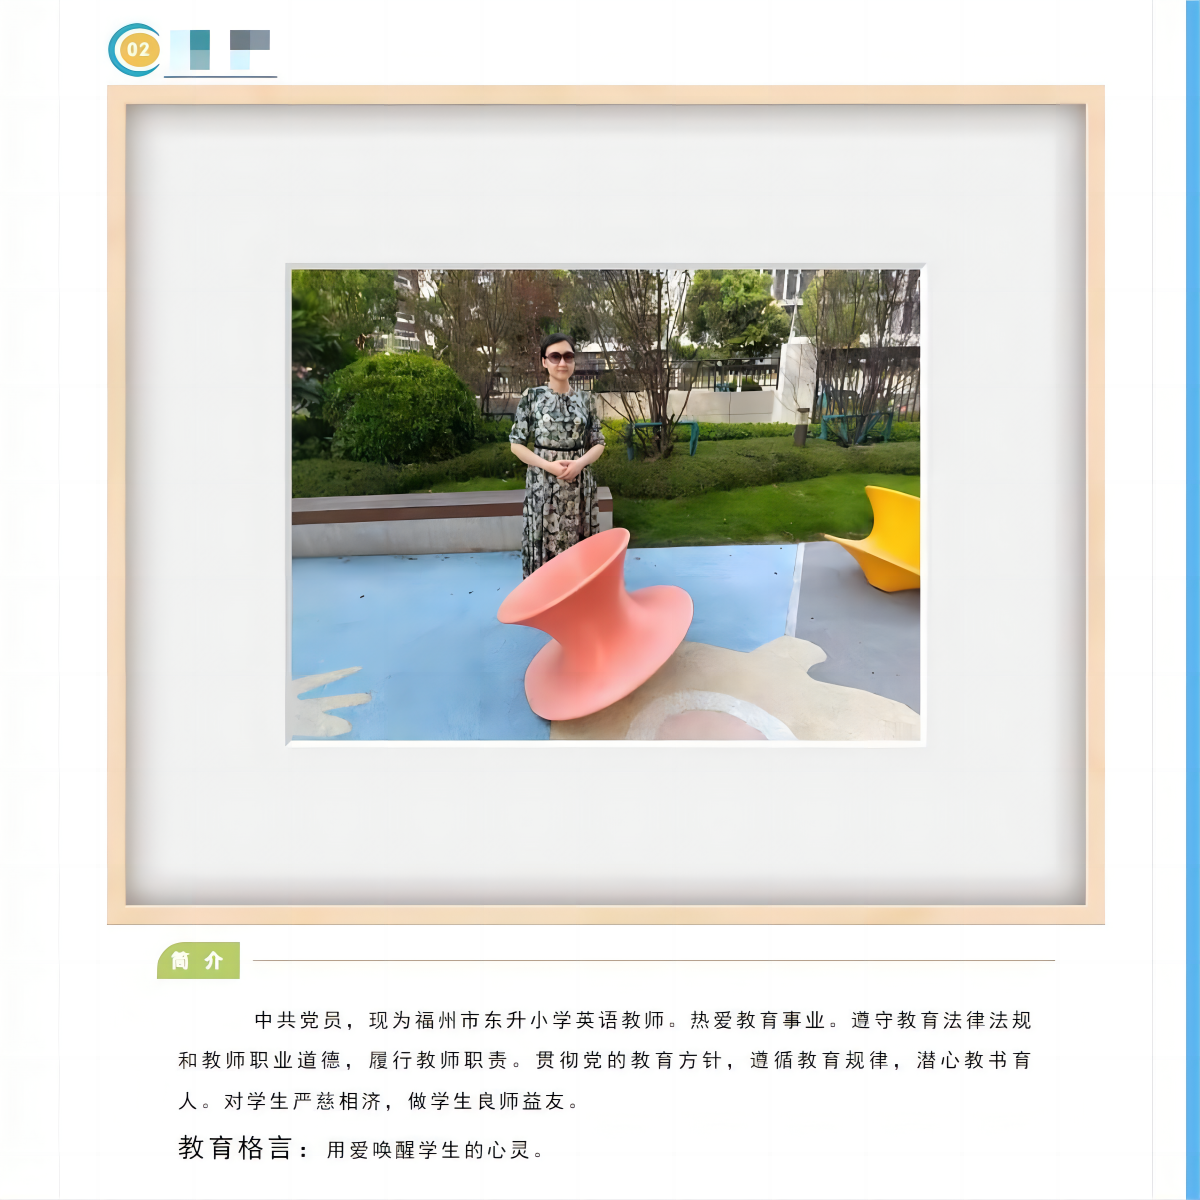 02
简 介
中共党员，现为福州市东升小学英语教师。热爱教育事业。遵守教育法律法规
和教师职业道德，履行教师职责。贯彻党的教育方针，遵循教育规律，潜心教书育
人。对学生严慈相济，做学生良师益友。
教育格言：用爱唤醒学生的心灵。